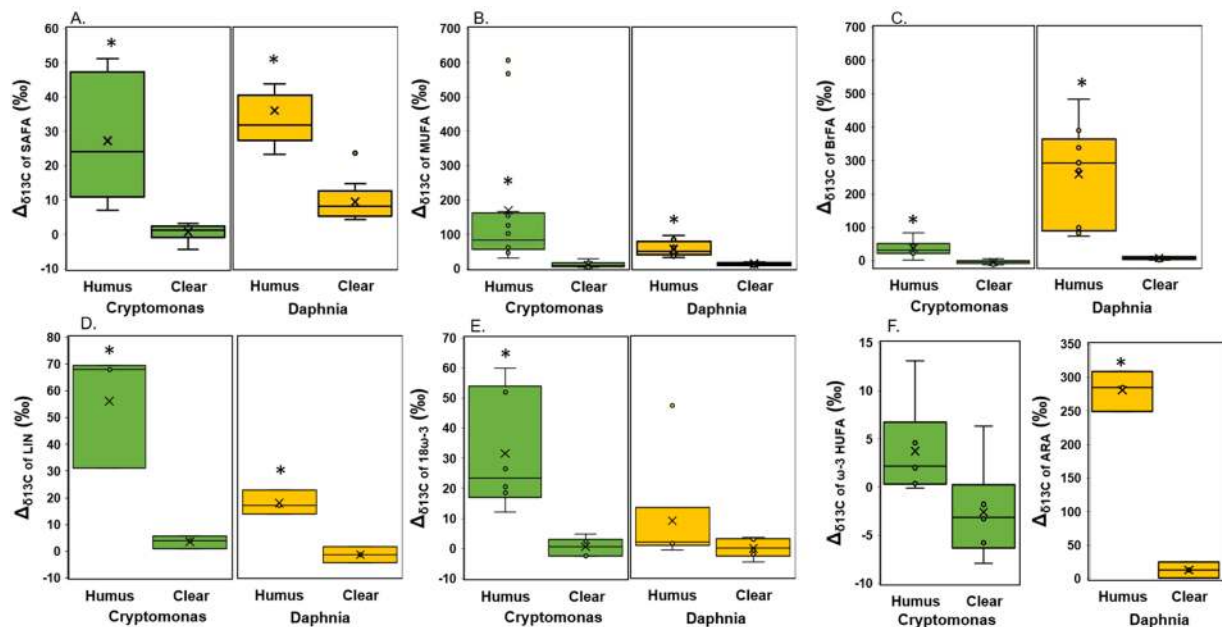 A.
Δδ13C of SAFA (‰)
60
50
40
30
20
10
0
-10
*
*
Humus Clear Humus Clear
Cryptomonas Daphnia
B.
Δδ13C of MUFA (‰)
700
600
500
400
300
200
100
0
*
*
Humus Clear Humus Clear
Cryptomonas Daphnia
C.
Δδ13C of BrFA (‰)
700
600
500
400
300
200
100
0
*
*
Humus Clear Humus Clear
Cryptomonas Daphnia
D.
Δδ13C of LIN (‰)
80
70
60
50
40
30
20
10
0
-10
*
*
Humus Clear Humus Clear
Cryptomonas Daphnia
E.
Δδ13C of 18ω-3 (‰)
70
60
50
40
30
20
10
0
-10
*
Humus Clear Humus Clear
Cryptomonas Daphnia
F.
Δδ13C of ω-3 HUFA (‰)
15
10
5
0
-5
-10
Humus Clear
Cryptomonas
Δδ13C of ARA (‰)
350
300
250
200
150
100
50
0
*
Humus Clear
Daphnia